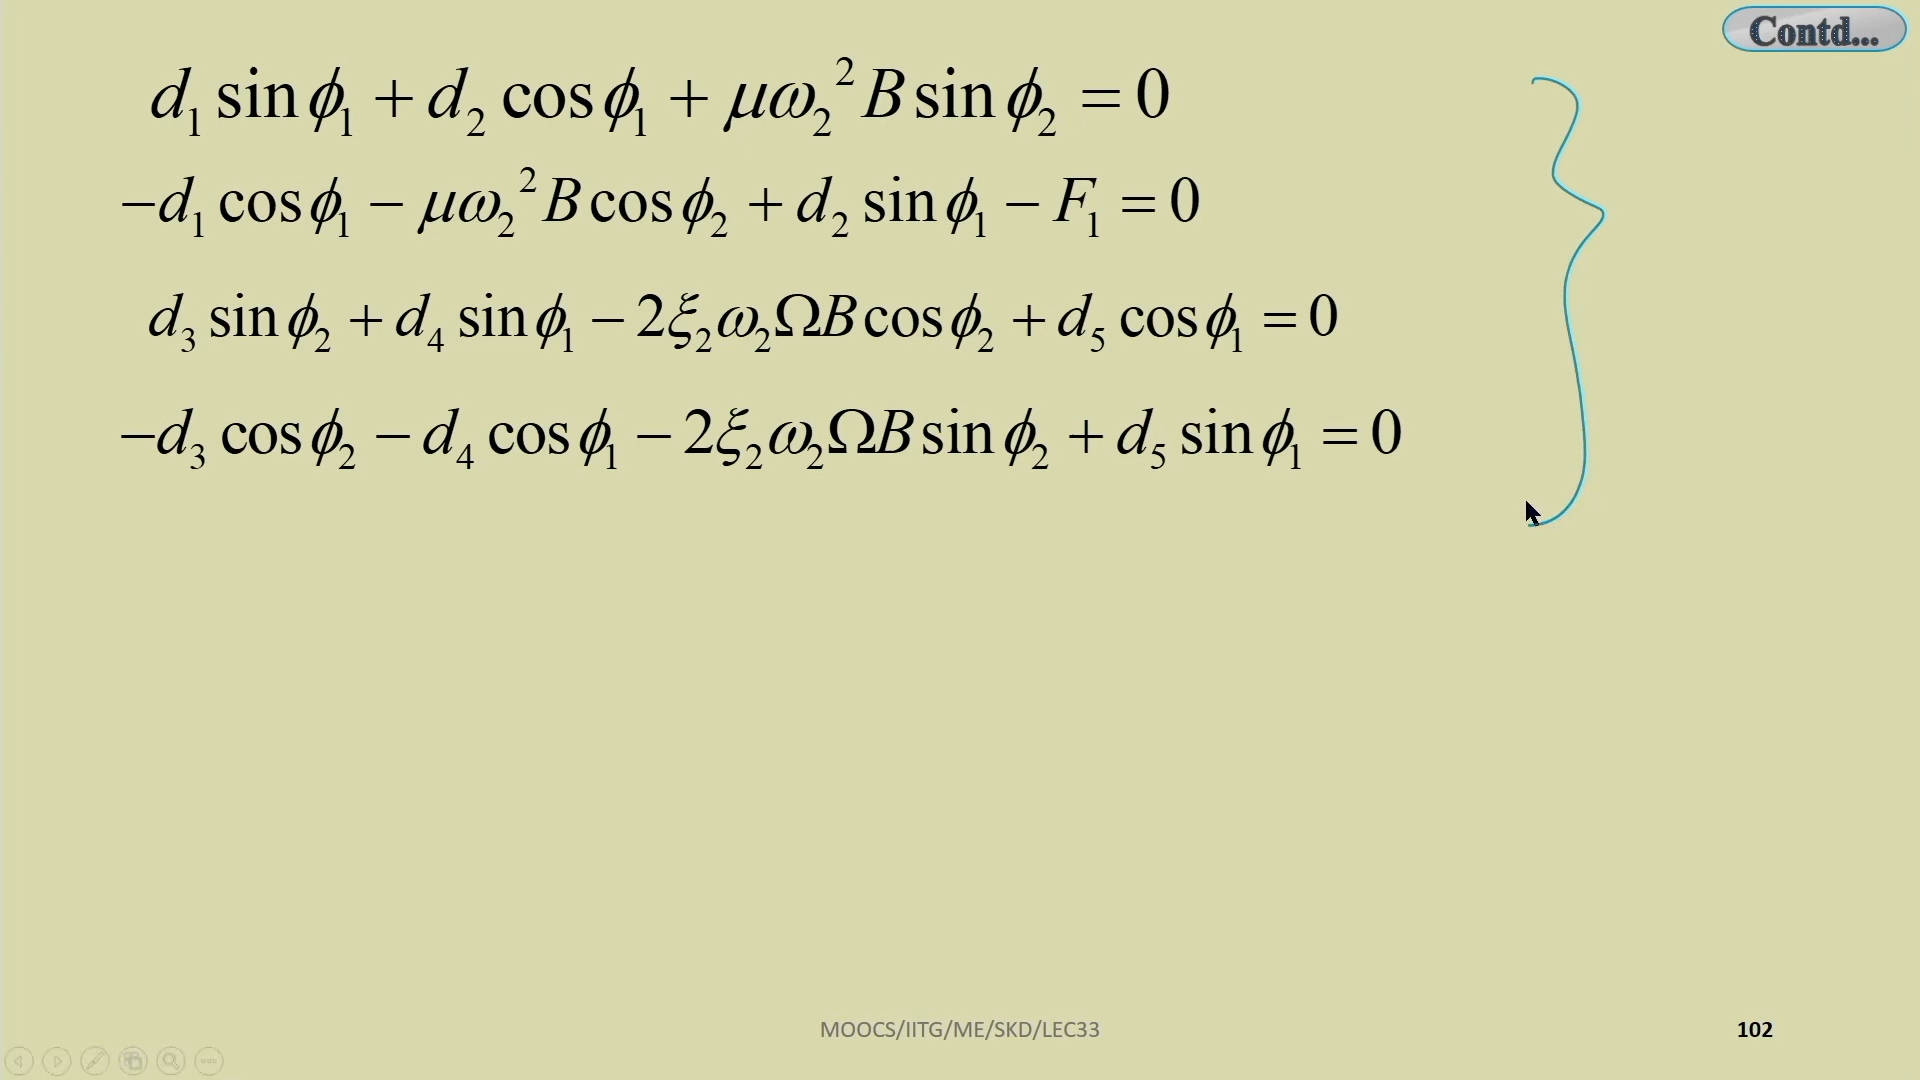 Contd...
d₁ sin ϕ₁ + d₂ cos ϕ₁ + μω₂² B sin ϕ₂ = 0
−d₁ cos ϕ₁ − μω₂² B cos ϕ₂ + d₂ sin ϕ₁ − F₁ = 0
d₃ sin ϕ₂ + d₄ sin ϕ₁ − 2ξ₂ω₂ΩB cos ϕ₂ + d₅ cos ϕ₁ = 0
−d₃ cos ϕ₂ − d₄ cos ϕ₁ − 2ξ₂ω₂ΩB sin ϕ₂ + d₅ sin ϕ₁ = 0
MOOCS/IITG/ME/SKD/LEC33
102